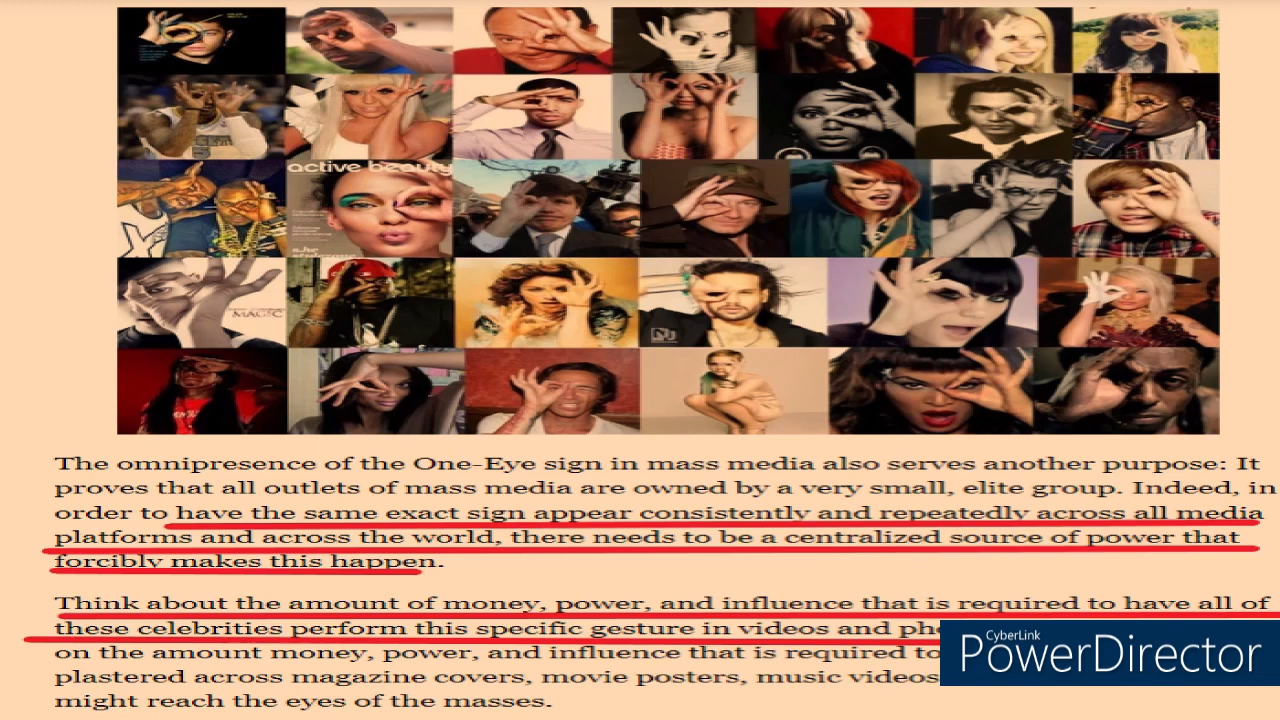 active beauty
MAGIC
The omnipresence of the One-Eye sign in mass media also serves another purpose: It
proves that all outlets of mass media are owned by a very small, elite group. Indeed, in
order to have the same exact sign appear consistently and repeatedly across all media
platforms and across the world, there needs to be a centralized source of power that
forcibly makes this happen.
Think about the amount of money, power, and influence that is required to have all of
these celebrities perform this specific gesture in videos and
on the amount money, power, and influence that is required to
plastered across magazine covers, movie posters, music videos
might reach the eyes of the masses.
CyberLink
PowerDirector